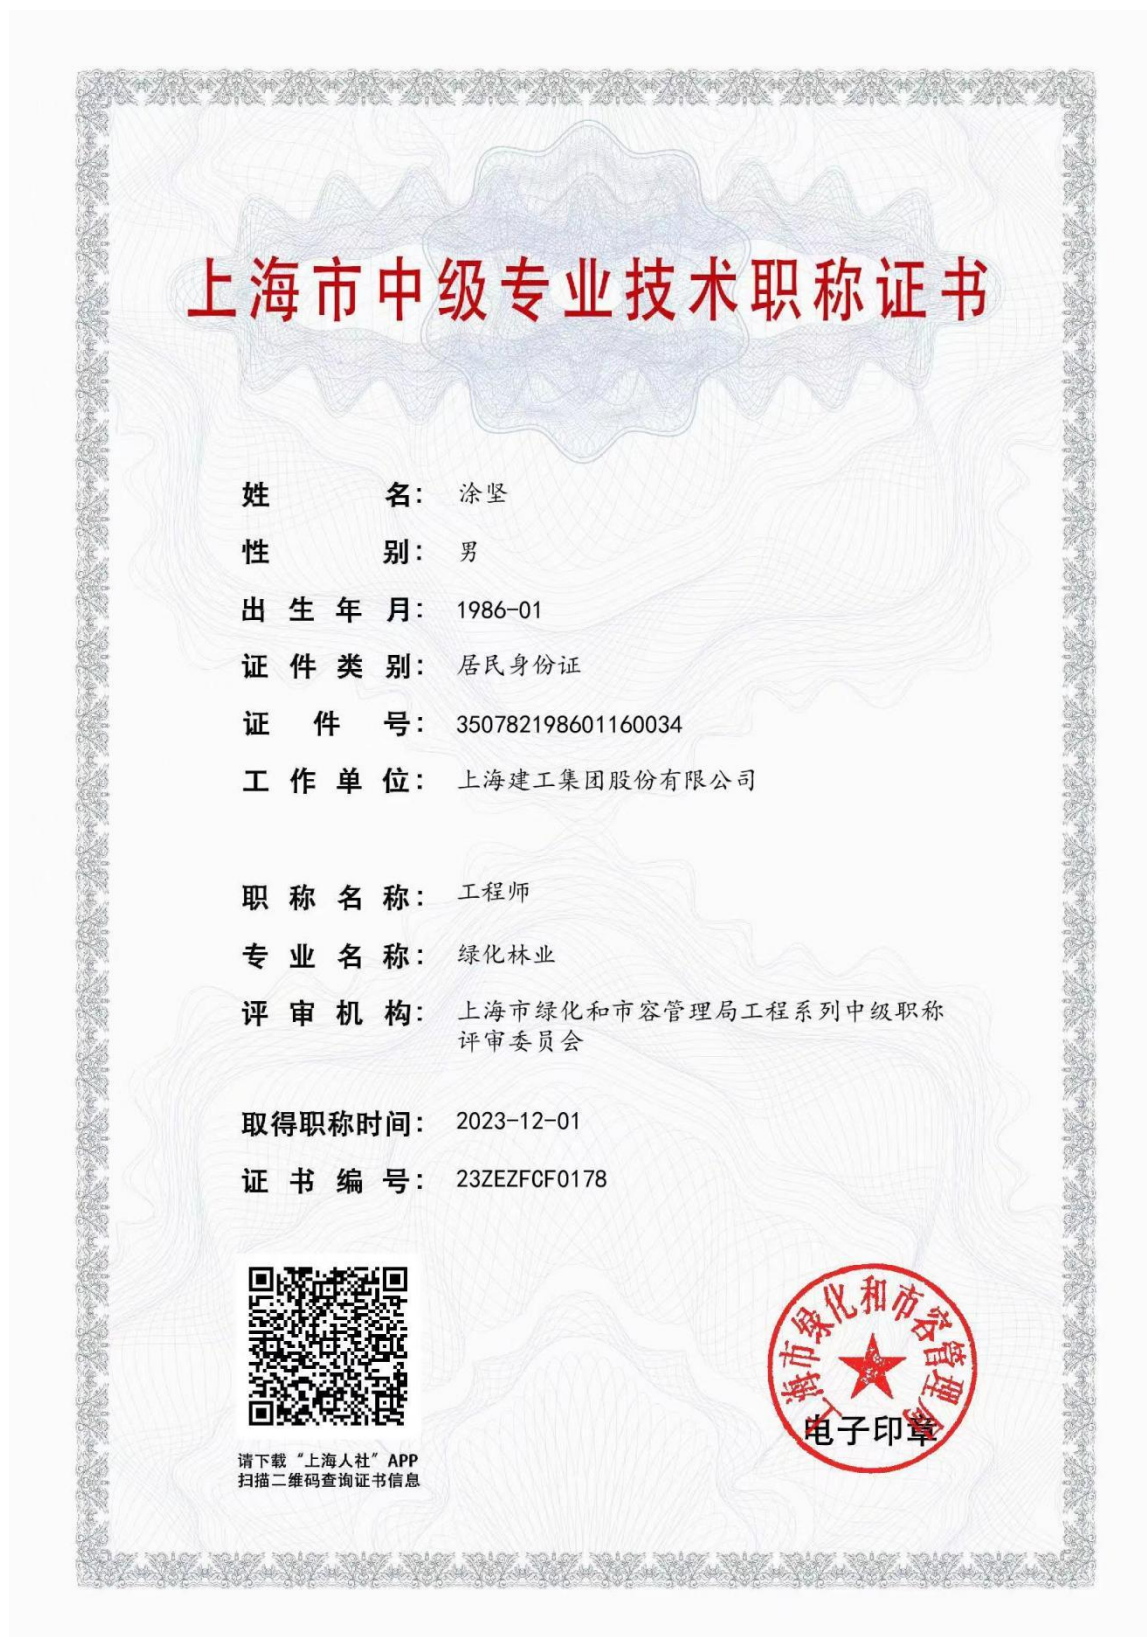 上海市中级专业技术职称证书
姓名：涂坚
性别：男
出生年月：1986-01
证件类别：居民身份证
证件号：350782198601160034
工作单位：上海建工集团股份有限公司
职称名称：工程师
专业名称：绿化林业
评审机构：上海市绿化和市容管理局工程系列中级职称
评审委员会
取得职称时间：2023-12-01
证书编号：23ZEZFCF0178
上海市绿化和市容管理局
电子印章
请下载“上海人社”APP
扫描二维码查询证书信息